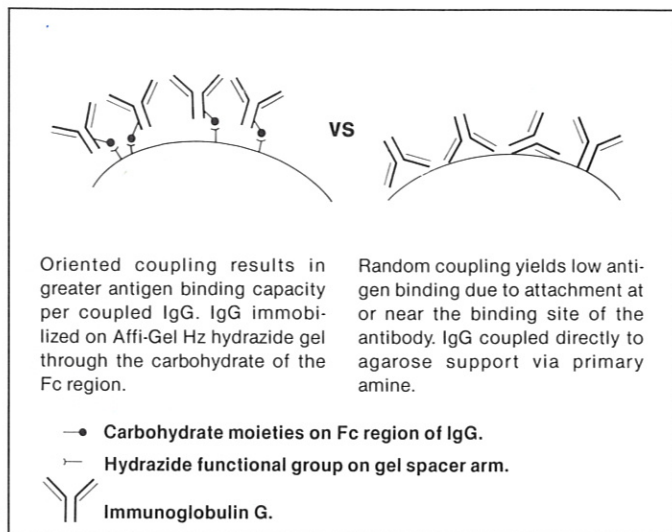 VS
Oriented coupling results in
greater antigen binding capacity
per coupled IgG. IgG immobi-
lized on Affi-Gel Hz hydrazide gel
through the carbohydrate of the
Fc region.
Random coupling yields low anti-
gen binding due to attachment at
or near the binding site of the
antibody. IgG coupled directly to
agarose support via primary
amine.
Carbohydrate moieties on Fc region of IgG.
Hydrazide functional group on gel spacer arm.
Immunoglobulin G.